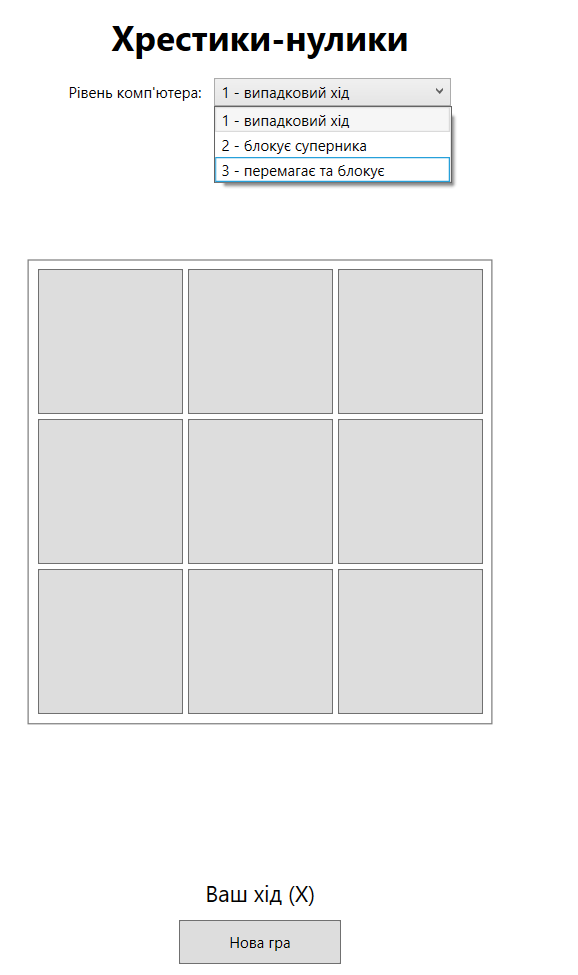 Хрестики-нулики
Рівень комп'ютера: 1 - випадковий хід
1 - випадковий хід
2 - блокує суперника
3 - перемагає та блокує
Ваш хід (X)
Нова гра